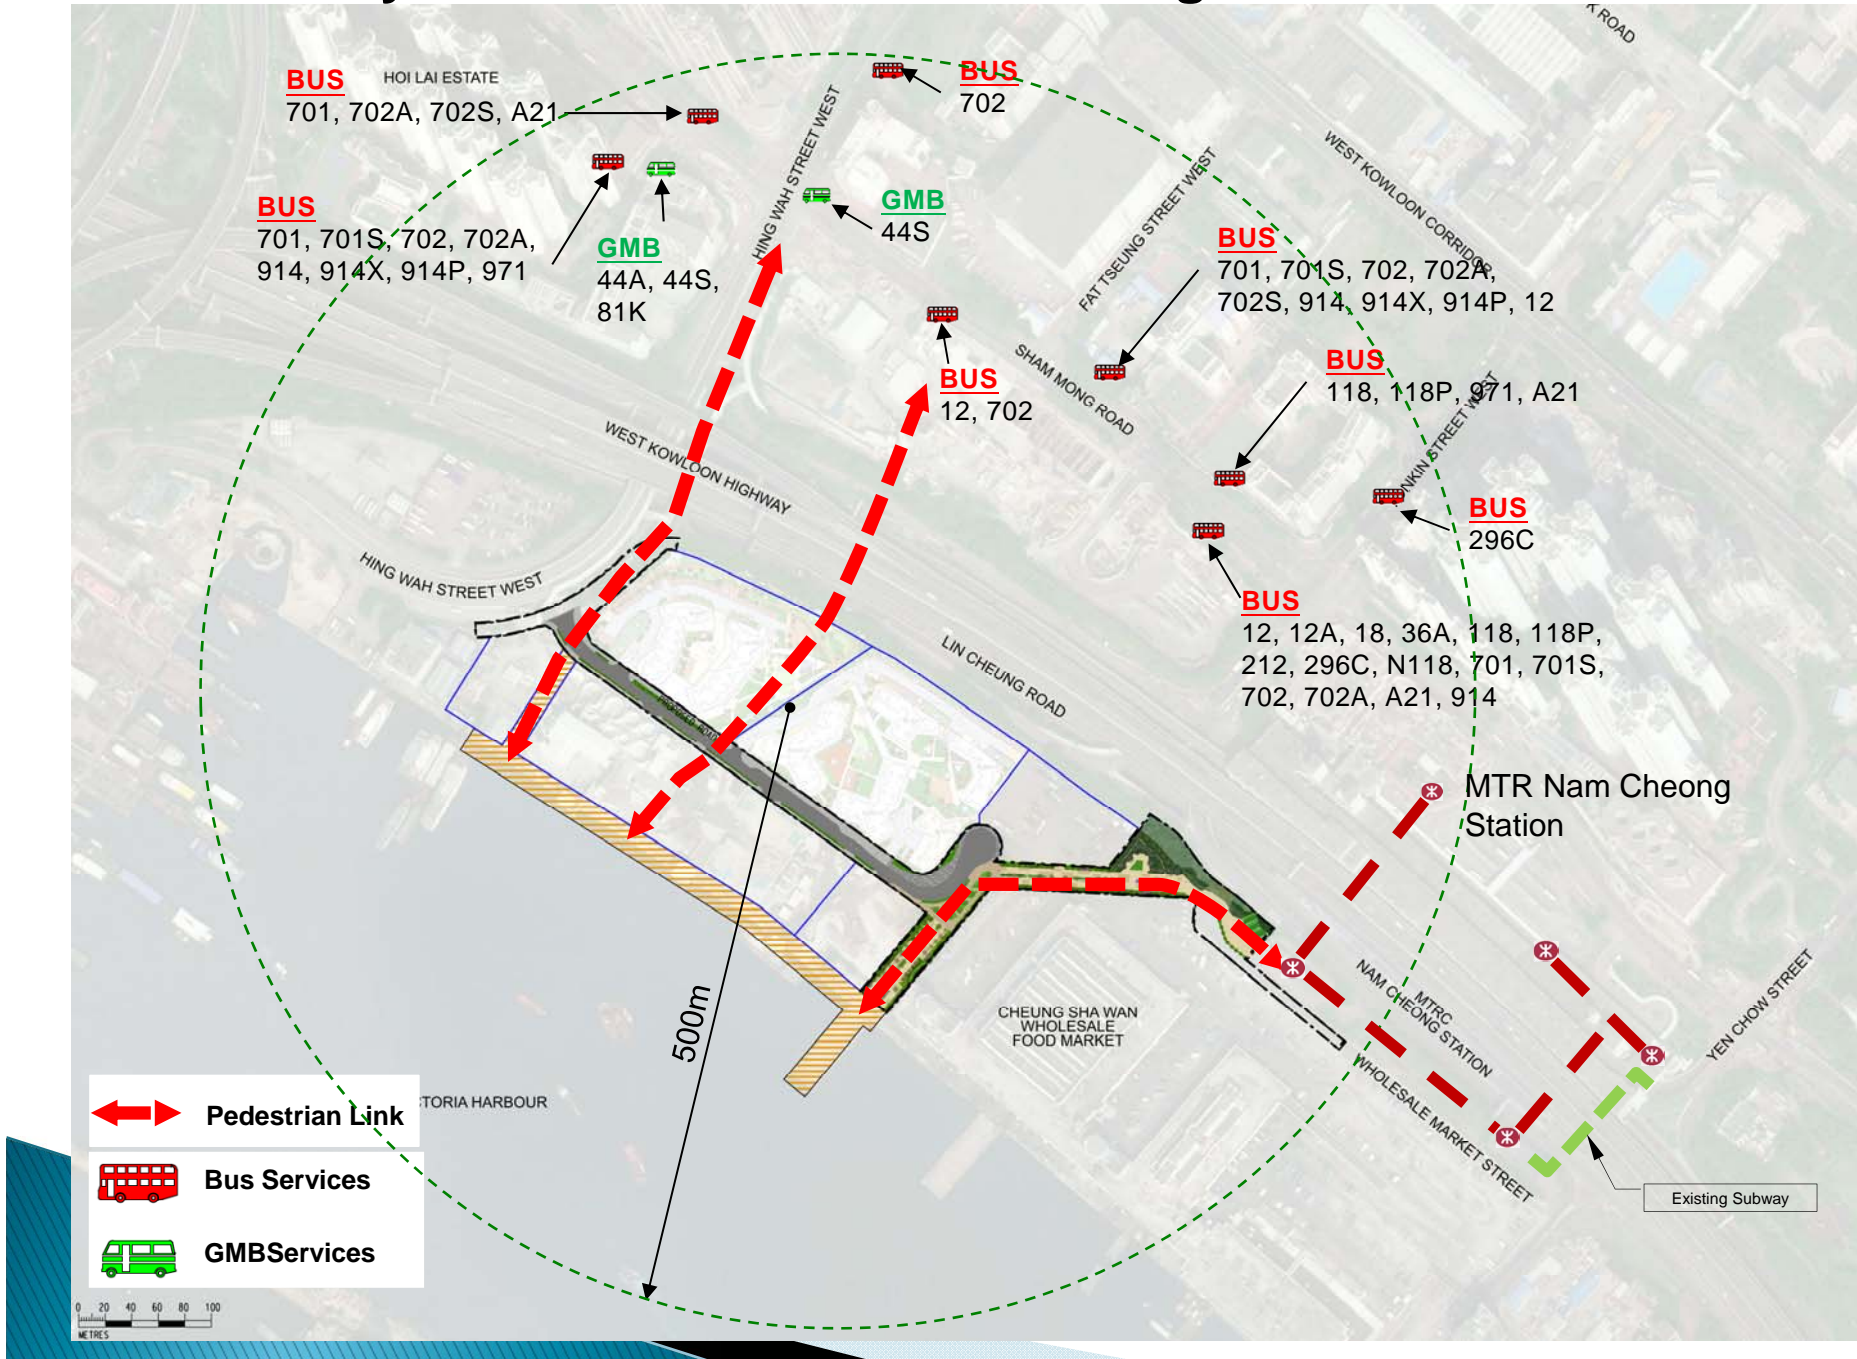 HOI LAI ESTATE
BUS
701, 702A, 702S, A21
BUS
702
ROAD
HING WAH STREET WEST
WEST KOWLOON CORRIDOR
FAT TSEUNG STREET WEST
BUS
701, 701S, 702, 702A,
914, 914X, 914P, 971
GMB
44A, 44S,
81K
GMB
44S
BUS
701, 701S, 702, 702A,
702S, 914, 914X, 914P, 12
BUS
12, 702
SHAM MONG ROAD
BUS
118, 118P, 971, A21
NKIN STREET WEST
WEST KOWLOON HIGHWAY
BUS
296C
HING WAH STREET WEST
BUS
12, 12A, 18, 36A, 118, 118P,
212, 296C, N118, 701, 701S,
702, 702A, A21, 914
LIN CHEUNG ROAD
MTR Nam Cheong
Station
500m
CHEUNG SHA WAN
WHOLESALE
FOOD MARKET
MTRC
NAM CHEONG STATION
YEN CHOW STREET
WHOLESALE MARKET STREET
Existing Subway
CTORIA HARBOUR
Pedestrian Link
Bus Services
GMBServices
0 20 40 60 80 100
METRES